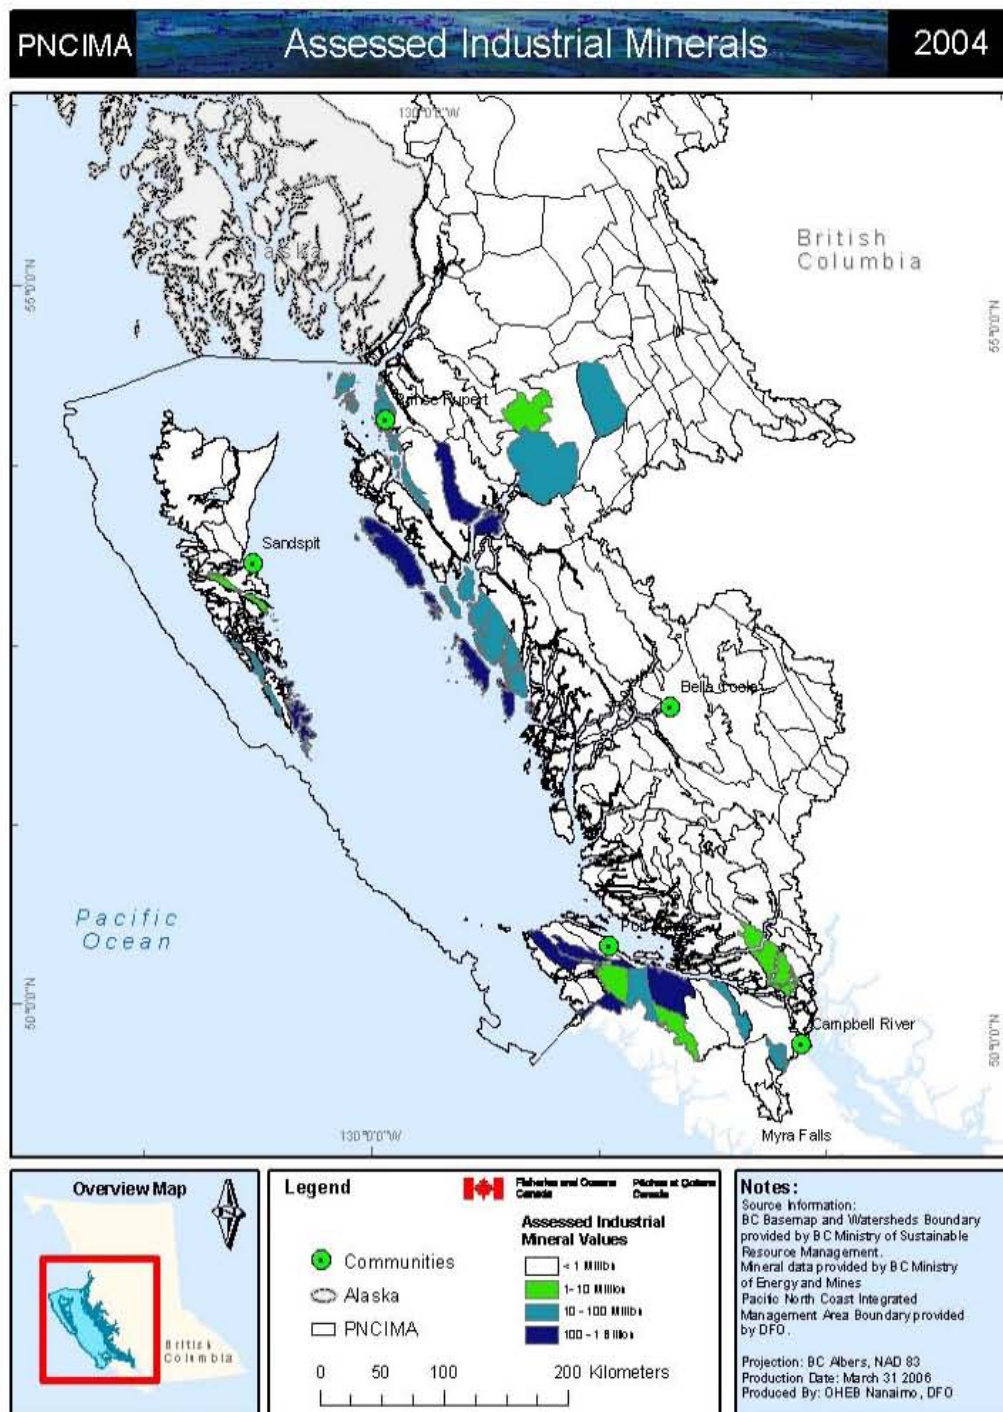 PNCIMA
Assessed Industrial Minerals
2004
130°0'0"W
British
Columbia
Alaska
55°0'0"N
55°0'0"N
Prince Rupert
Sandspit
Bella Coola
Pacific
Ocean
50°0'0"N
Campbell River
50°0'0"N
130°0'0"W
Myra Falls
Overview Map
British
Columbia
Legend
Fisheries and Oceans
Canada
Pêches et Océans
Canada
Communities
Alaska
PNCIMA
Assessed Industrial
Mineral Values
< 1 Million
1-10 Million
10 - 100 Million
100 - 1 Billion
0 50 100 200 Kilometers
Notes:
Source Information:
BC Basemap and Watersheds Boundary
provided by BC Ministry of Sustainable
Resource Management.
Mineral data provided by BC Ministry
of Energy and Mines
Pacific North Coast Integrated
Management Area Boundary provided
by DFO.
Projection: BC Albers, NAD 83
Production Date: March 31 2006
Produced By: OHEB Nanaimo, DFO